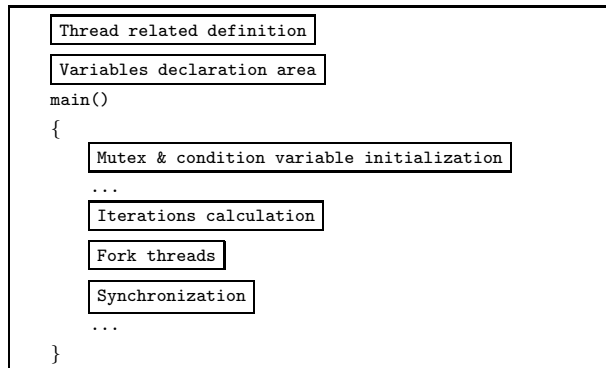 Thread related definition
Variables declaration area
main()
{
Mutex & condition variable initialization
...
Iterations calculation
Fork threads
Synchronization
...
}